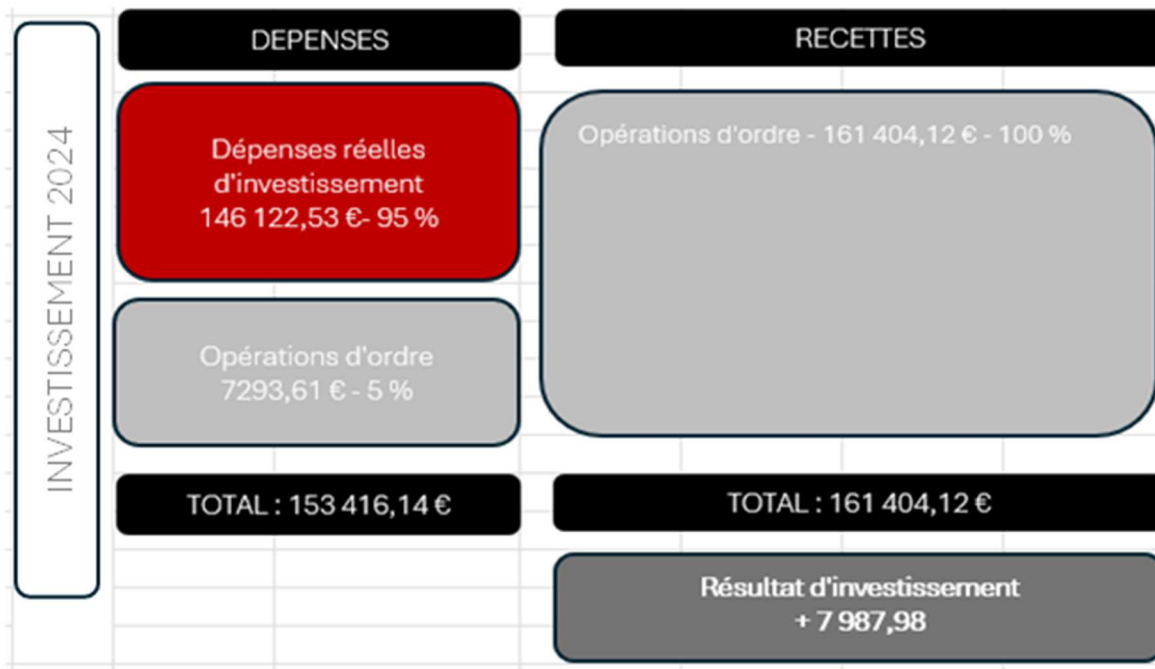 INVESTISSEMENT 2024
DEPENSES
RECETTES
Dépenses réelles
d'investissement
146 122,53 €- 95 %
Opérations d'ordre - 161 404,12 € - 100 %
Opérations d'ordre
7293,61 € - 5 %
TOTAL : 153 416,14 €
TOTAL : 161 404,12 €
Résultat d'investissement
+ 7 987,98